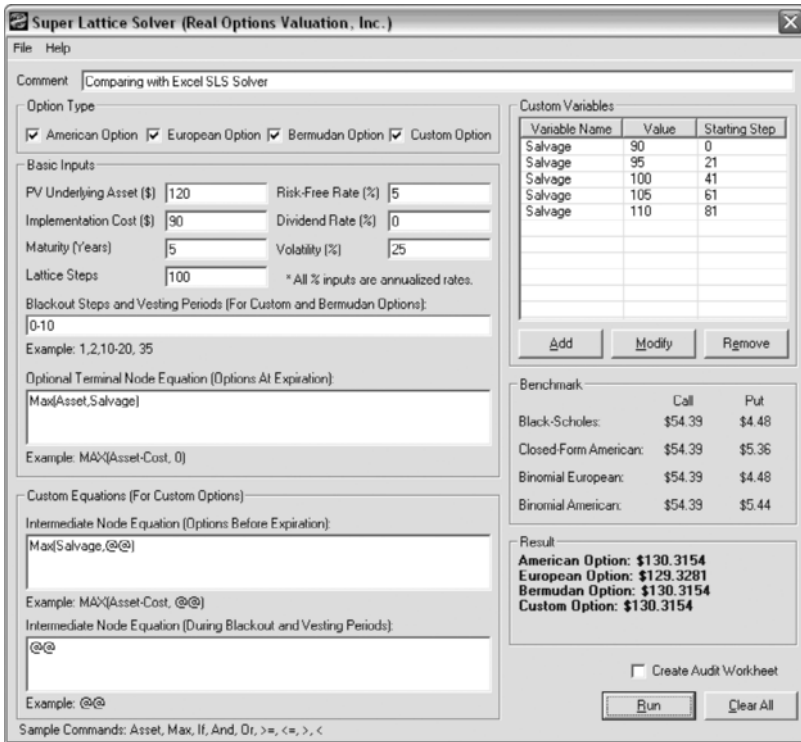 Super Lattice Solver (Real Options Valuation, Inc.)
File Help
Comment Comparing with Excel SLS Solver
Option Type
American Option European Option Bermudan Option Custom Option
Basic Inputs
PV Underlying Asset ($) 120 Risk-Free Rate (%) 5
Implementation Cost ($) 90 Dividend Rate (%) 0
Maturity (Years) 5 Volatility (%) 25
Lattice Steps 100 * All % inputs are annualized rates.
Blackout Steps and Vesting Periods (For Custom and Bermudan Options):
0-10
Example: 1,2,10-20, 35
Optional Terminal Node Equation (Options At Expiration):
Max(Asset,Salvage)
Example: MAX(Asset-Cost, 0)
Custom Equations (For Custom Options)
Intermediate Node Equation (Options Before Expiration):
Max(Salvage,@@)
Example: MAX(Asset-Cost, @@)
Intermediate Node Equation (During Blackout and Vesting Periods):
@@
Example: @@
Sample Commands: Asset, Max, If, And, Or, >=, <=, >, <
Custom Variables
Variable Name Value Starting Step
Salvage 90 0
Salvage 95 21
Salvage 100 41
Salvage 105 61
Salvage 110 81
Add Modify Remove
Benchmark
Call Put
Black-Scholes: $54.39 $4.48
Closed-Form American: $54.39 $5.36
Binomial European: $54.39 $4.48
Binomial American: $54.39 $5.44
Result
American Option: $130.3154
European Option: $129.3281
Bermudan Option: $130.3154
Custom Option: $130.3154
Create Audit Workheet
Run Clear All